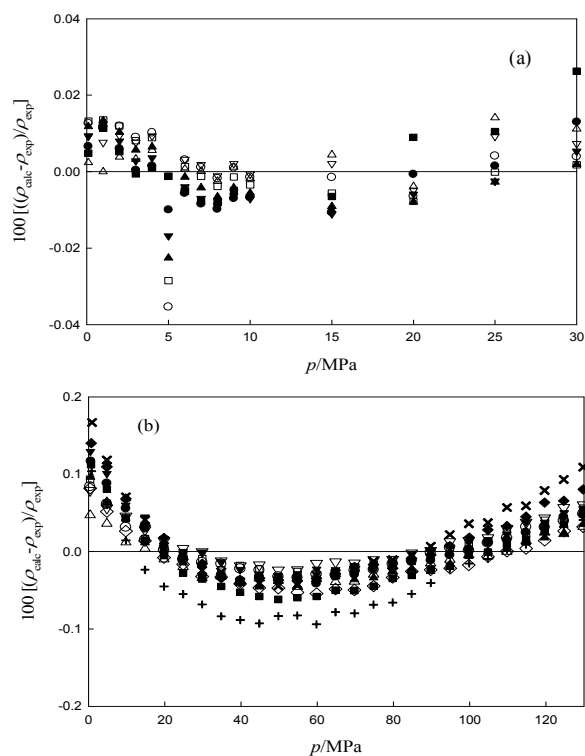 0.04
(a)
0.02
0.00
-0.02
-0.04
100 [((ρcalc-ρexp)/ρexp]
0 5 10 15 20 25 30
p/MPa
0.2
(b)
0.1
0.0
-0.1
-0.2
100 [((ρcalc-ρexp)/ρexp]
0 20 40 60 80 100 120
p/MPa